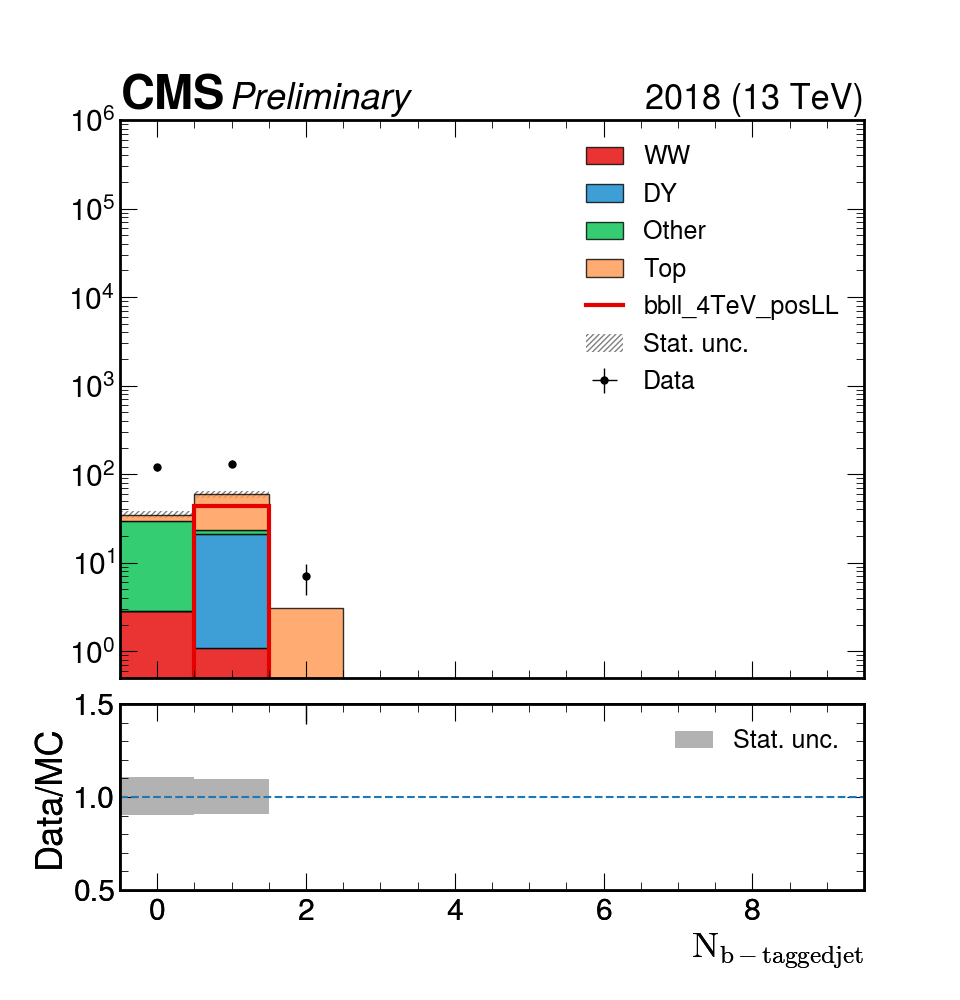 CMS Preliminary 2018 (13 TeV)
10^6
10^5
10^4
10^3
10^2
10^1
10^0
WW
DY
Other
Top
bbll_4TeV_posLL
Stat. unc.
Data
Data/MC
1.5
1.0
0.5
Stat. unc.
0 2 4 6 8
N_{b-taggedjet}